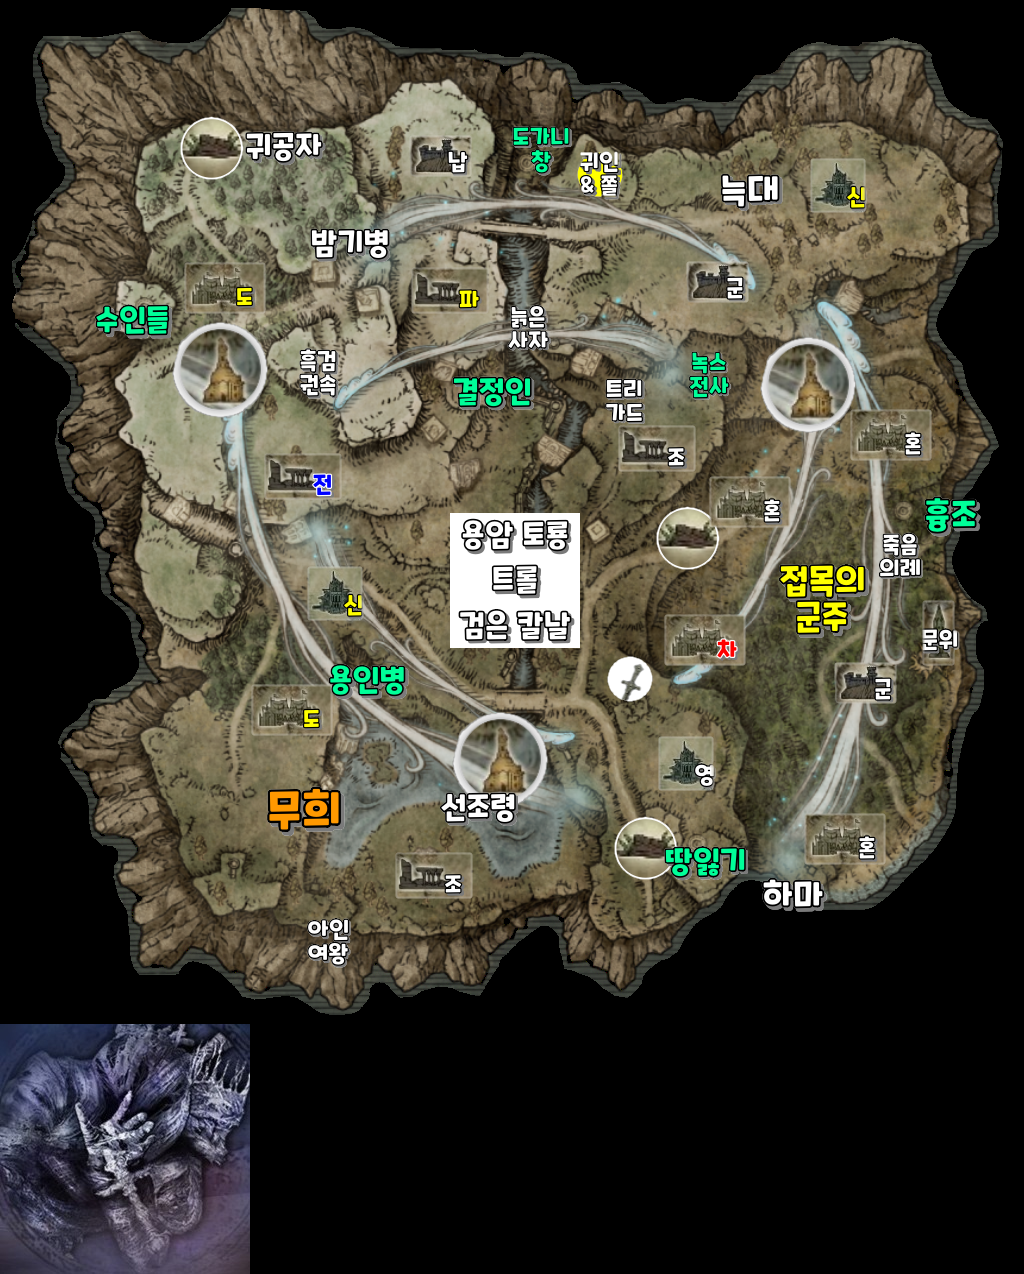 귀공자
납
도가니
창
귀인
& 쫄
늑대
신
밤기병
도
파
군
수인들
늙은
사자
흑검
권속
결정인
트리
가드
녹스
전사
조
혼
전
혼
흉조
용암 토룡
트롤
검은 칼날
죽음
의례
접목의
군주
신
차
문위
용인병
군
도
영
무희
선조령
땅잃기
혼
조
하마
아인
여왕